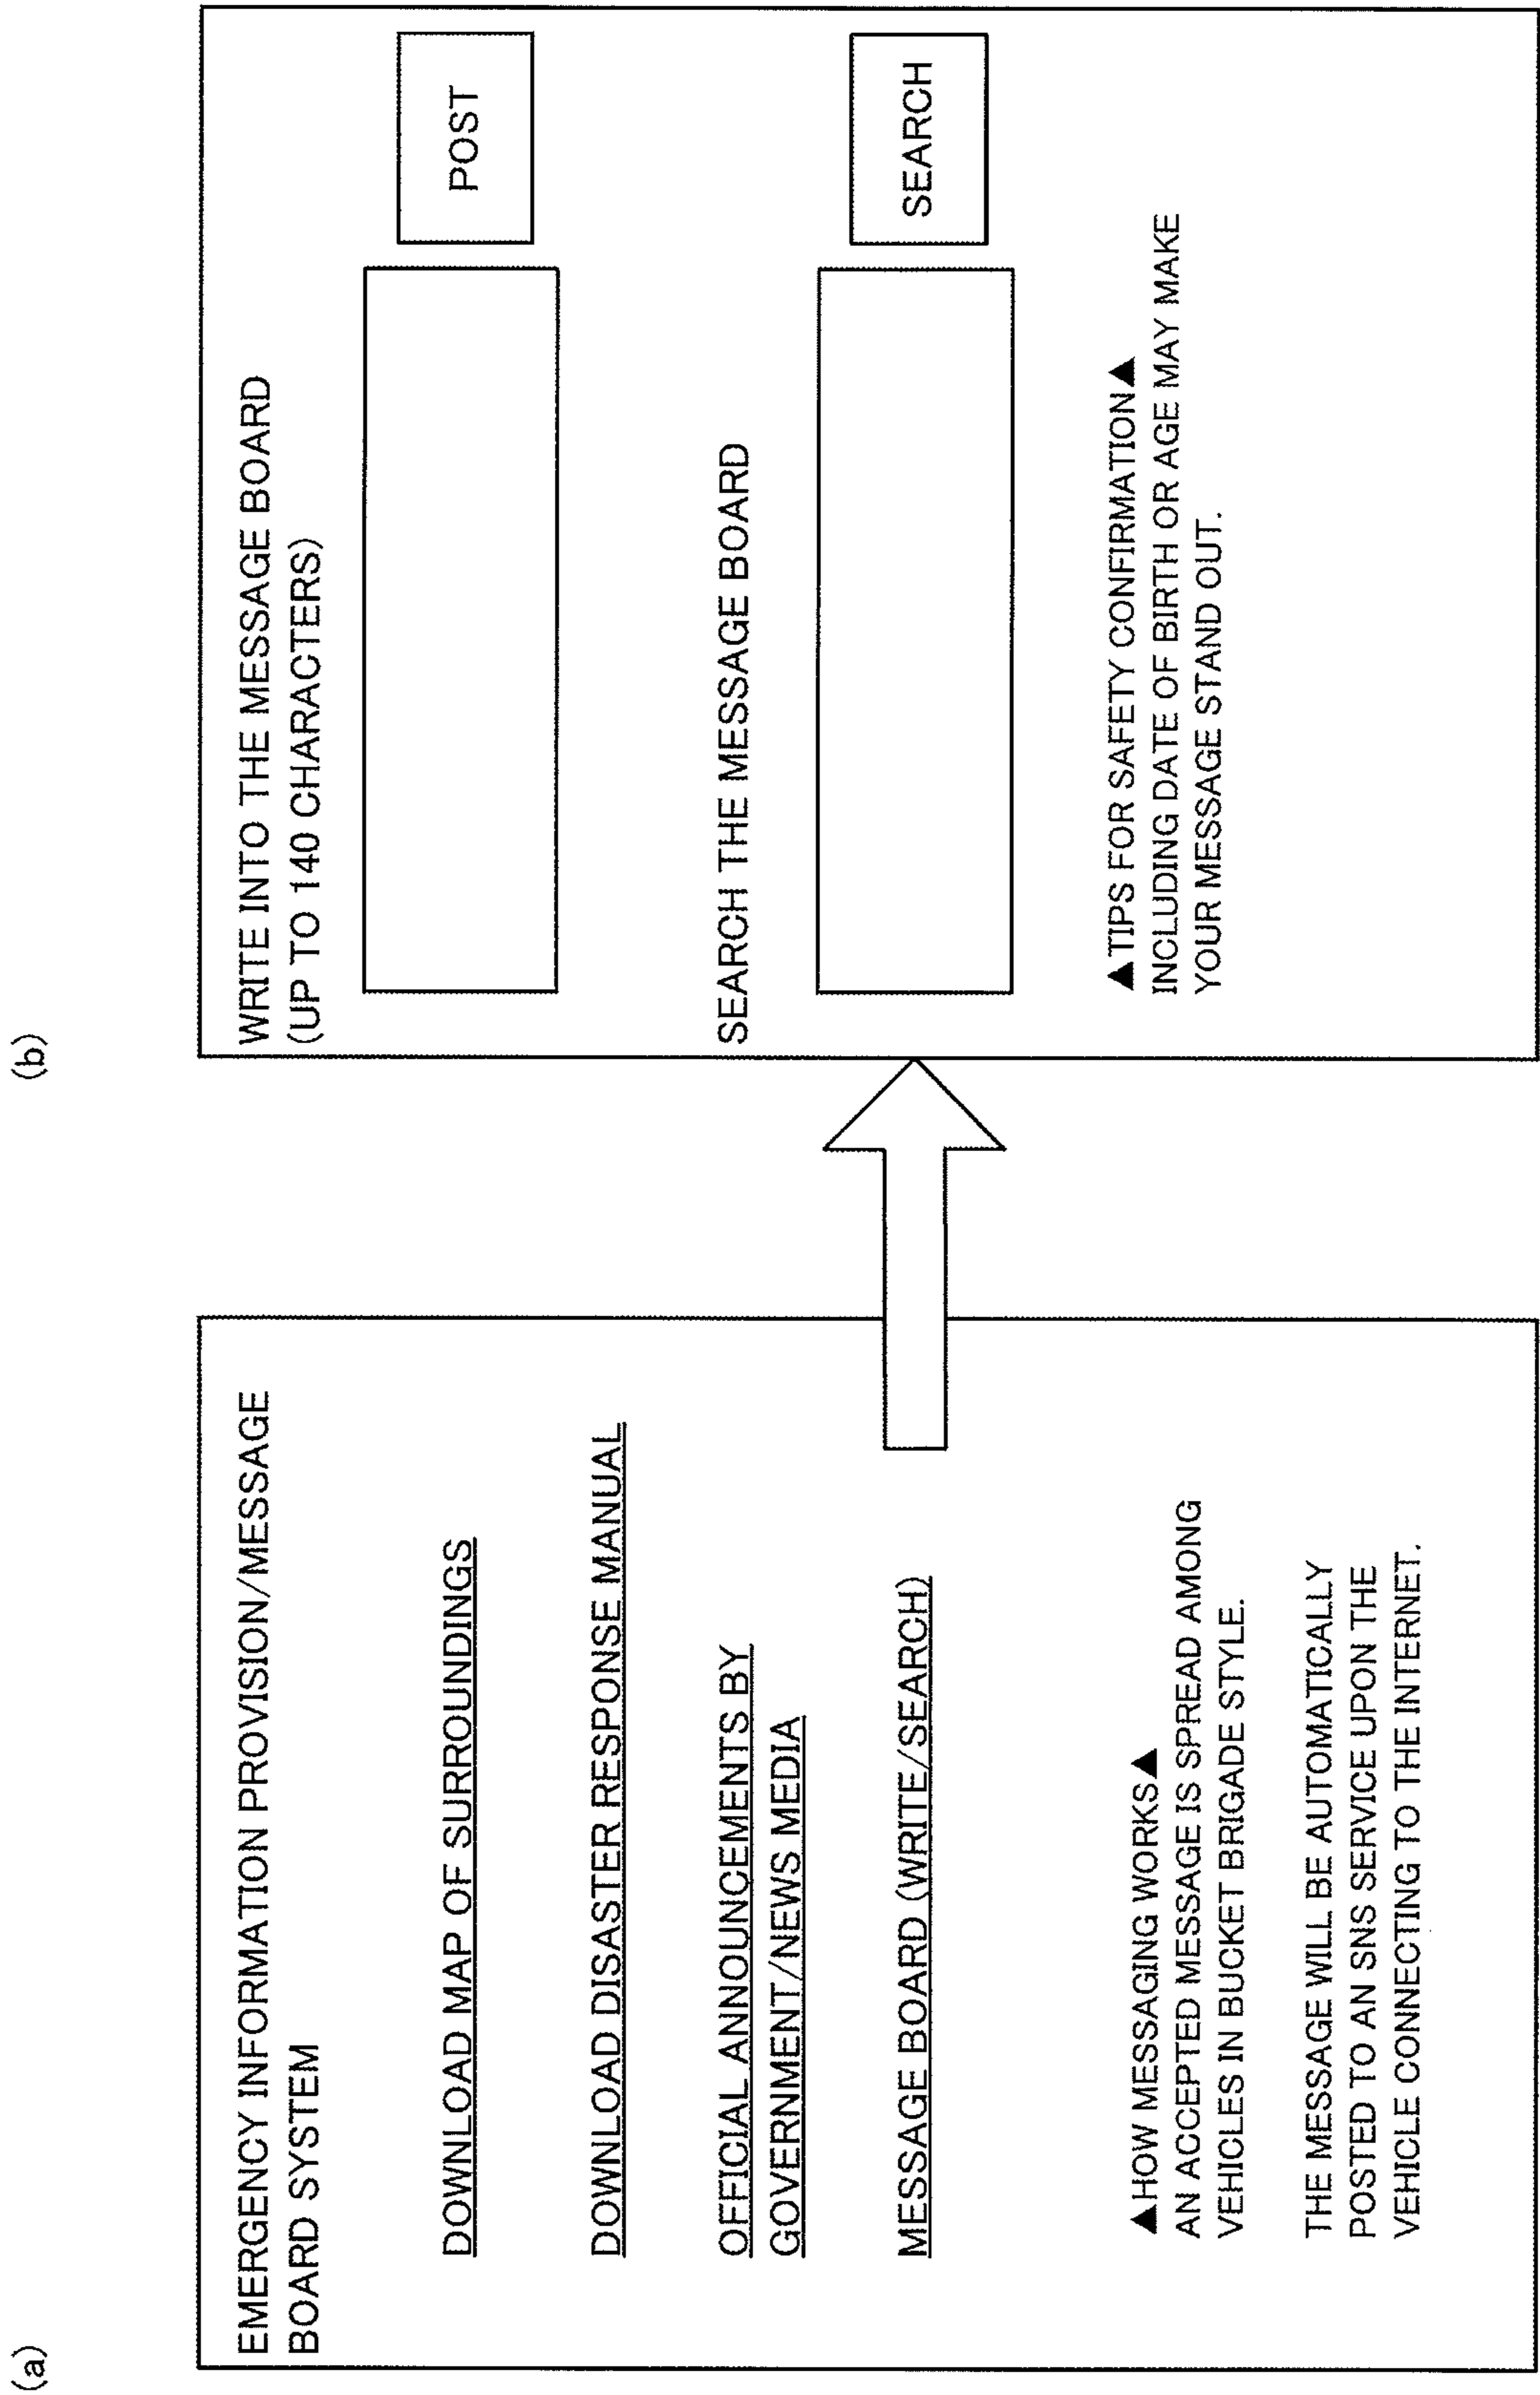 (a)
EMERGENCY INFORMATION PROVISION/MESSAGE
BOARD SYSTEM
DOWNLOAD MAP OF SURROUNDINGS
DOWNLOAD DISASTER RESPONSE MANUAL
OFFICIAL ANNOUNCEMENTS BY
GOVERNMENT/NEWS MEDIA
MESSAGE BOARD (WRITE/SEARCH)
▲HOW MESSAGING WORKS▲
AN ACCEPTED MESSAGE IS SPREAD AMONG
VEHICLES IN BUCKET BRIGADE STYLE.
THE MESSAGE WILL BE AUTOMATICALLY
POSTED TO AN SNS SERVICE UPON THE
VEHICLE CONNECTING TO THE INTERNET.
(b)
WRITE INTO THE MESSAGE BOARD
(UP TO 140 CHARACTERS)
POST
SEARCH THE MESSAGE BOARD
SEARCH
▲TIPS FOR SAFETY CONFIRMATION▲
INCLUDING DATE OF BIRTH OR AGE MAY MAKE
YOUR MESSAGE STAND OUT.